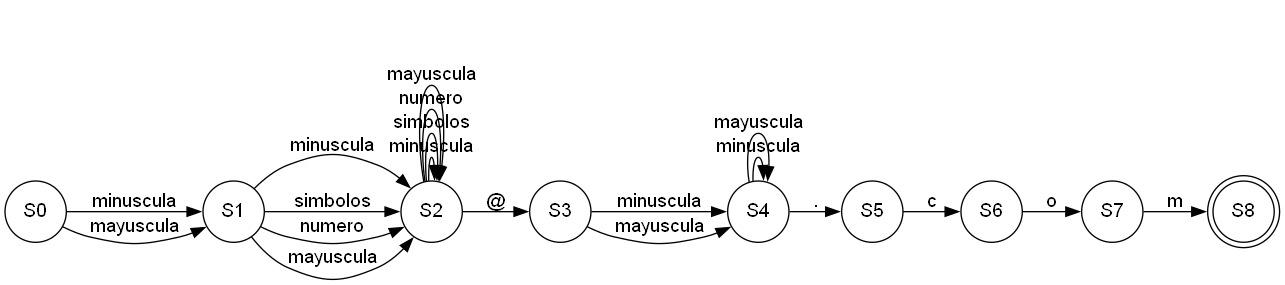 mayuscula
numero
simbolos
minuscula
mayuscula
minuscula
minuscula
S0
minuscula
mayuscula
S1
simbolos
numero
mayuscula
S2
@
S3
minuscula
mayuscula
S4
.
S5
c
S6
o
S7
m
S8